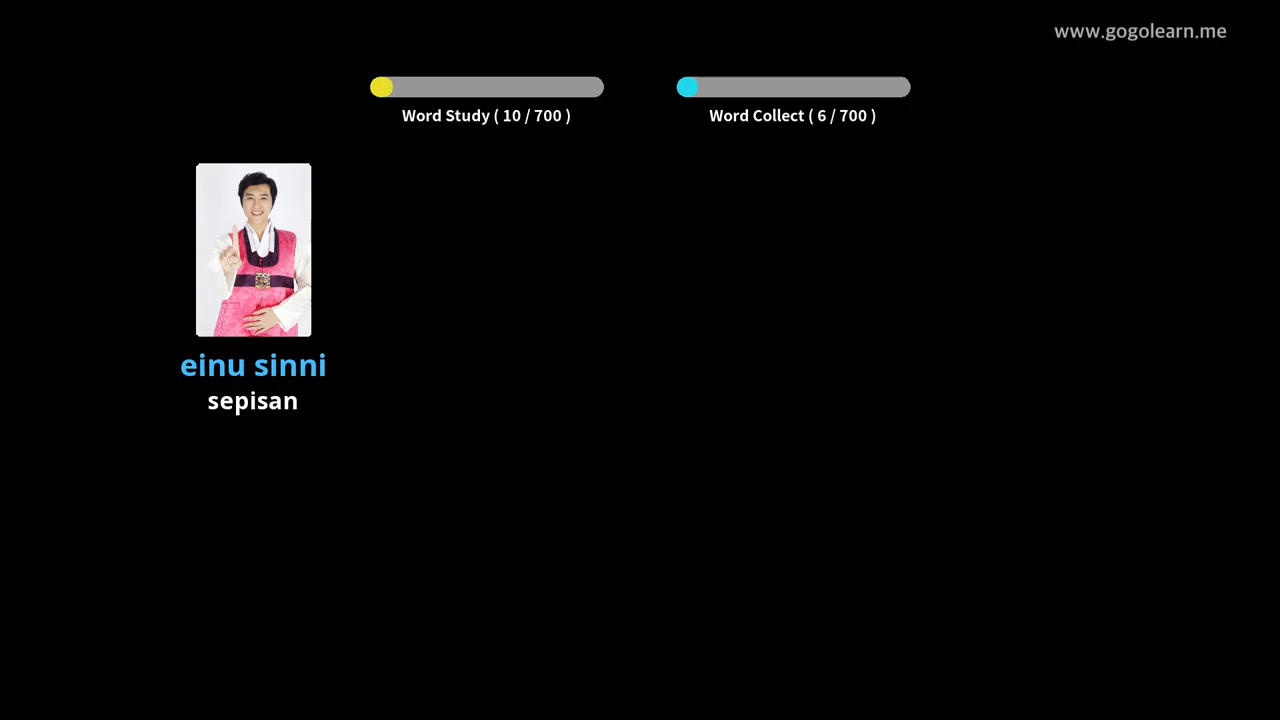 www.gogolearn.me
Word Study ( 10 / 700 )
Word Collect ( 6 / 700 )
einu sinni
sepisan